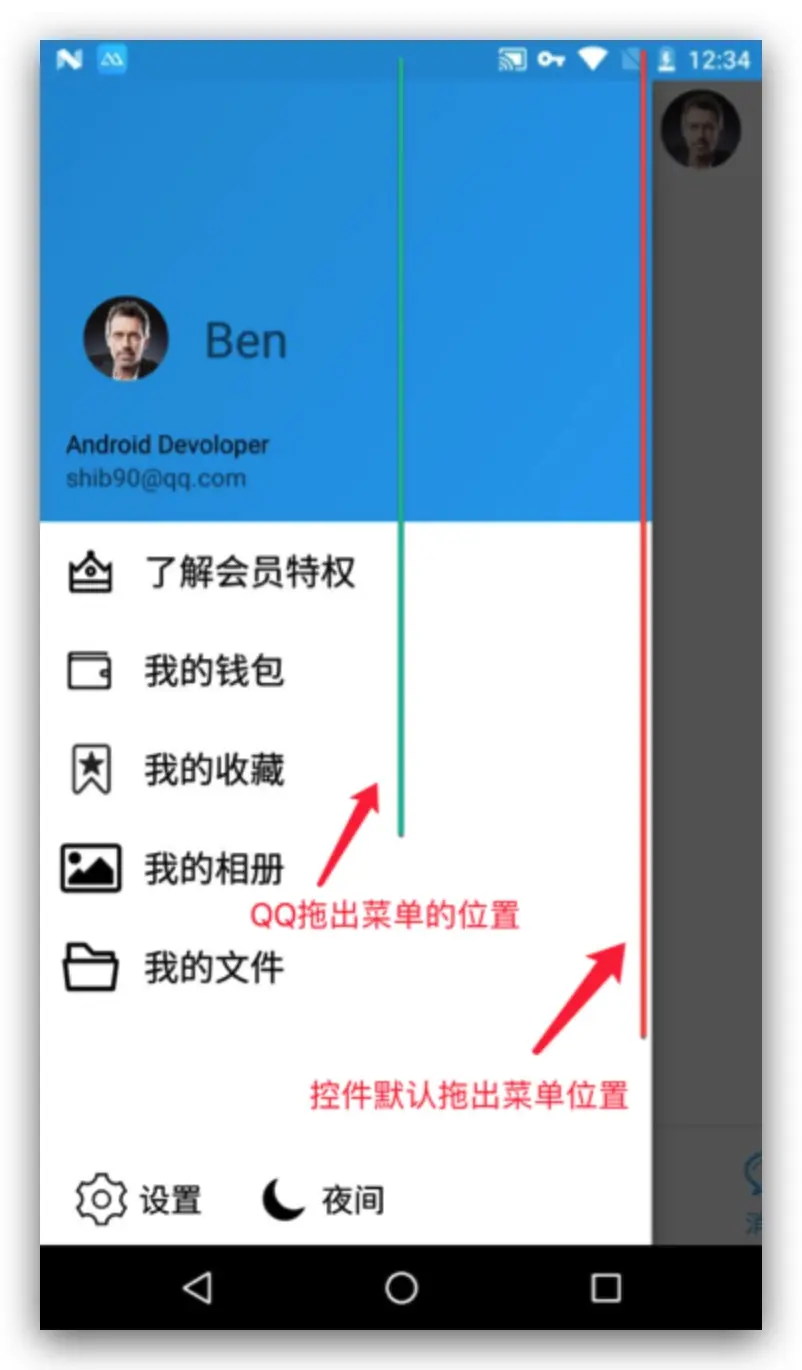 12:34
Ben
Android Devoloper
shib90@qq.com
了解会员特权
我的钱包
我的收藏
我的相册
QQ拖出菜单的位置
我的文件
控件默认拖出菜单位置
设置 夜间